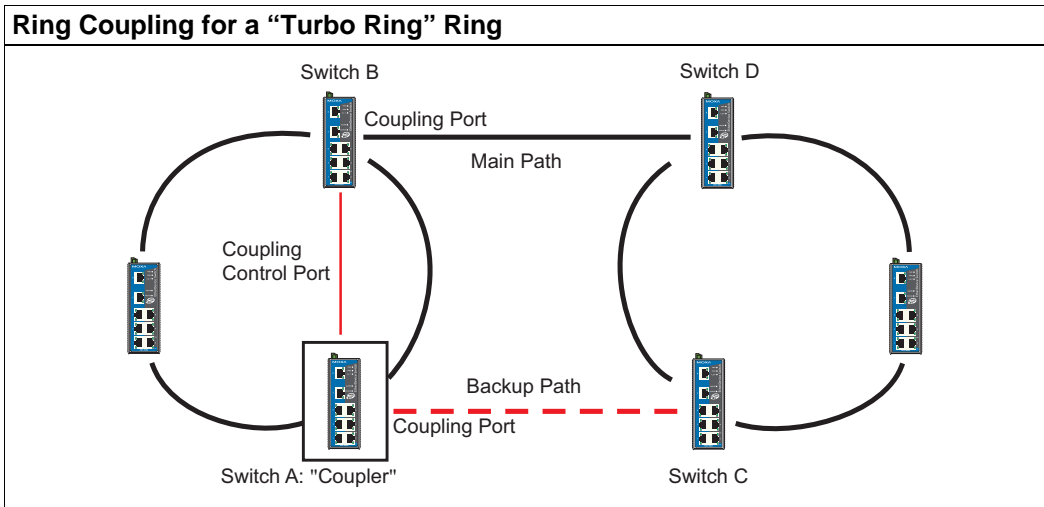 Ring Coupling for a “Turbo Ring” Ring
Switch B
Switch D
Coupling Port
Main Path
Coupling
Control Port
Backup Path
Coupling Port
Switch A: "Coupler"
Switch C